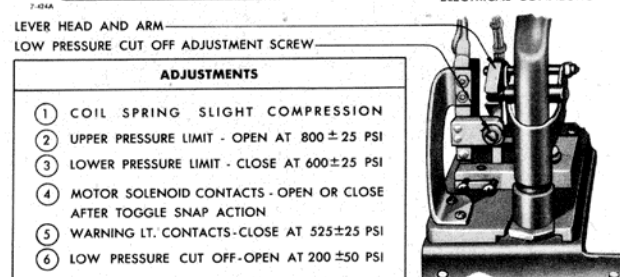 7-424A
LEVER HEAD AND ARM
LOW PRESSURE CUT OFF ADJUSTMENT SCREW
ADJUSTMENTS
1 COIL SPRING SLIGHT COMPRESSION
2 UPPER PRESSURE LIMIT - OPEN AT 800 ± 25 PSI
3 LOWER PRESSURE LIMIT - CLOSE AT 600±25 PSI
4 MOTOR SOLENOID CONTACTS - OPEN OR CLOSE
AFTER TOGGLE SNAP ACTION
5 WARNING LT. CONTACTS-CLOSE AT 525±25 PSI
6 LOW PRESSURE CUT OFF-OPEN AT 200 ±50 PSI